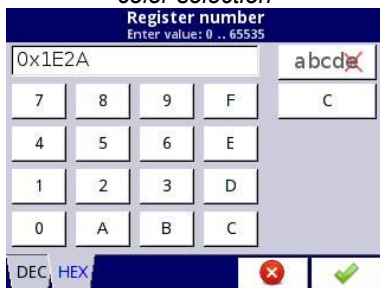 color selection
Register number
Enter value: 0 .. 65535
0x1E2A
abcde
7 8 9 F C
4 5 6 E
1 2 3 D
0 A B C
DEC HEX